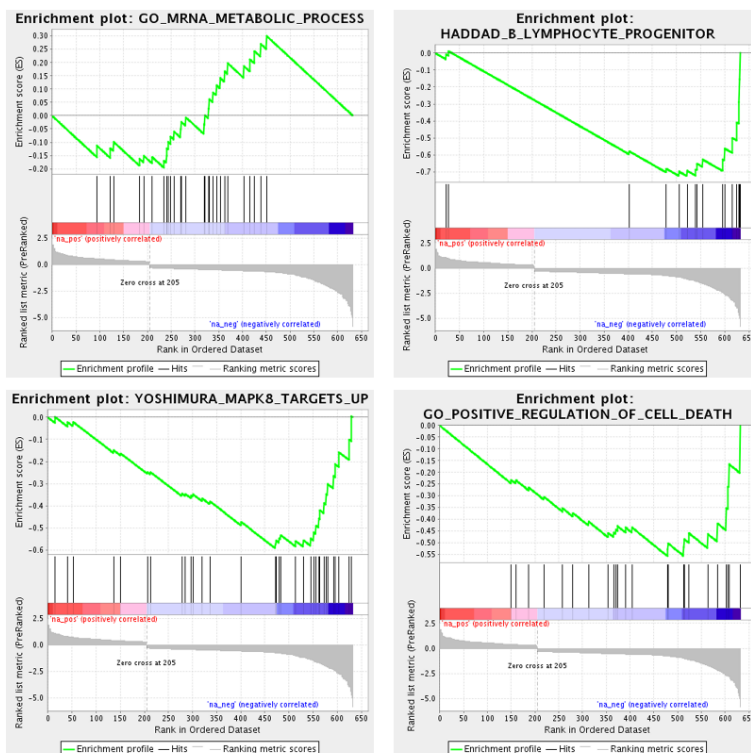 Enrichment plot: GO_MRNA_METABOLIC_PROCESS
Enrichment score (ES)
0.30
0.25
0.20
0.15
0.10
0.05
0.00
-0.05
-0.10
-0.15
-0.20
Ranked list metric (PreRanked)
2.5
0.0
-2.5
-5.0
'na_pos' (positively correlated)
Zero cross at 205
'na_neg' (negatively correlated)
0 50 100 150 200 250 300 350 400 450 500 550 600 650
Rank in Ordered Dataset
Enrichment profile Hits Ranking metric scores
Enrichment plot:
HADDAD_B_LYMPHOCYTE_PROGENITOR
Enrichment score (ES)
0.0
-0.1
-0.2
-0.3
-0.4
-0.5
-0.6
-0.7
Ranked list metric (PreRanked)
2.5
0.0
-2.5
-5.0
'na_pos' (positively correlated)
Zero cross at 205
'na_neg' (negatively correlated)
0 50 100 150 200 250 300 350 400 450 500 550 600 65
Rank in Ordered Dataset
Enrichment profile Hits Ranking metric scores
Enrichment plot: YOSHIMURA_MAPK8_TARGETS_UP
Enrichment score (ES)
0.0
-0.1
-0.2
-0.3
-0.4
-0.5
-0.6
Ranked list metric (PreRanked)
2.5
0.0
-2.5
-5.0
'na_pos' (positively correlated)
Zero cross at 205
'na_neg' (negatively correlated)
0 50 100 150 200 250 300 350 400 450 500 550 600 650
Rank in Ordered Dataset
Enrichment profile Hits Ranking metric scores
Enrichment plot:
GO_POSITIVE_REGULATION_OF_CELL_DEATH
Enrichment score (ES)
0.00
-0.05
-0.10
-0.15
-0.20
-0.25
-0.30
-0.35
-0.40
-0.45
-0.50
-0.55
Ranked list metric (PreRanked)
2.5
0.0
-2.5
-5.0
'na_pos' (positively correlated)
Zero cross at 205
'na_neg' (negatively correlated)
0 50 100 150 200 250 300 350 400 450 500 550 600 65
Rank in Ordered Dataset
Enrichment profile Hits Ranking metric scores